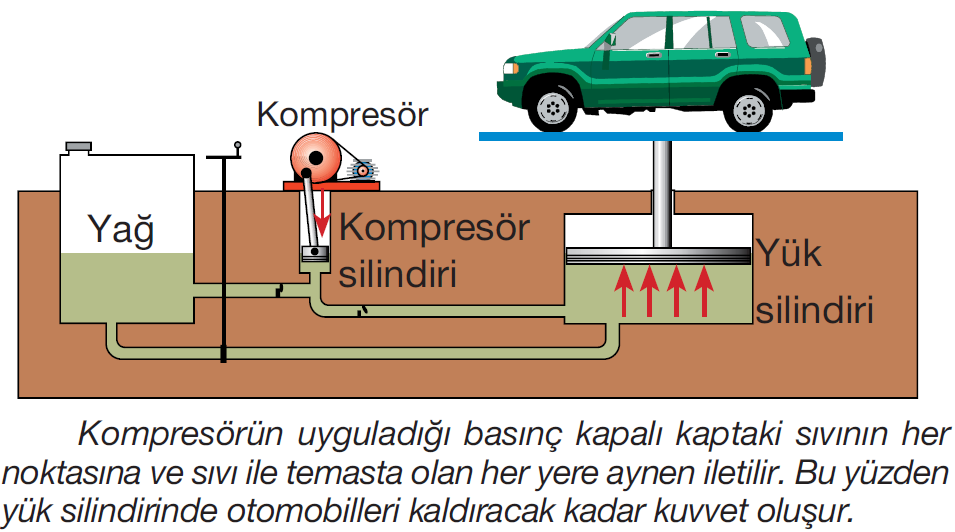 Kompresör
Yağ
Kompresör
silindiri
Yük
silindiri
Kompresörün uyguladığı basınç kapalı kaptaki sıvının her
noktasına ve sıvı ile temasta olan her yere aynen iletilir. Bu yüzden
yük silindirinde otomobilleri kaldıracak kadar kuvvet oluşur.